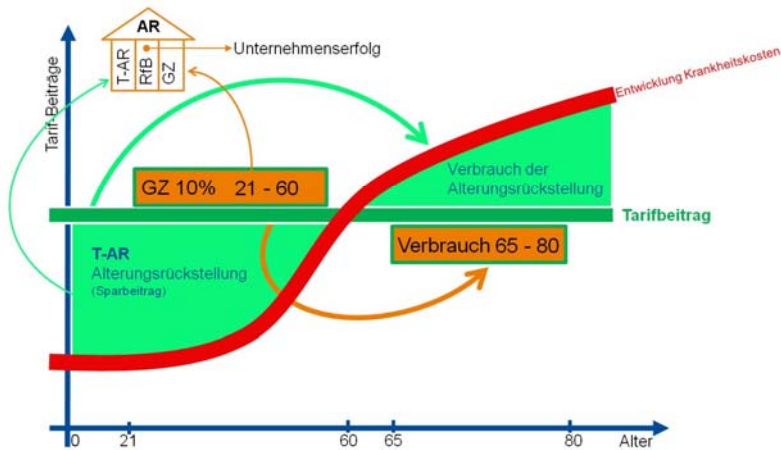 AR
T-AR
RfB
GZ
Unternehmenserfolg
Tarif-Beiträge
Entwicklung Krankheitskosten
GZ 10% 21 - 60
Verbrauch der
Alterungsrückstellung
Tarifbeitrag
T-AR
Alterungsrückstellung
(Sparbeitrag)
Verbrauch 65 - 80
0 21 60 65 80 Alter